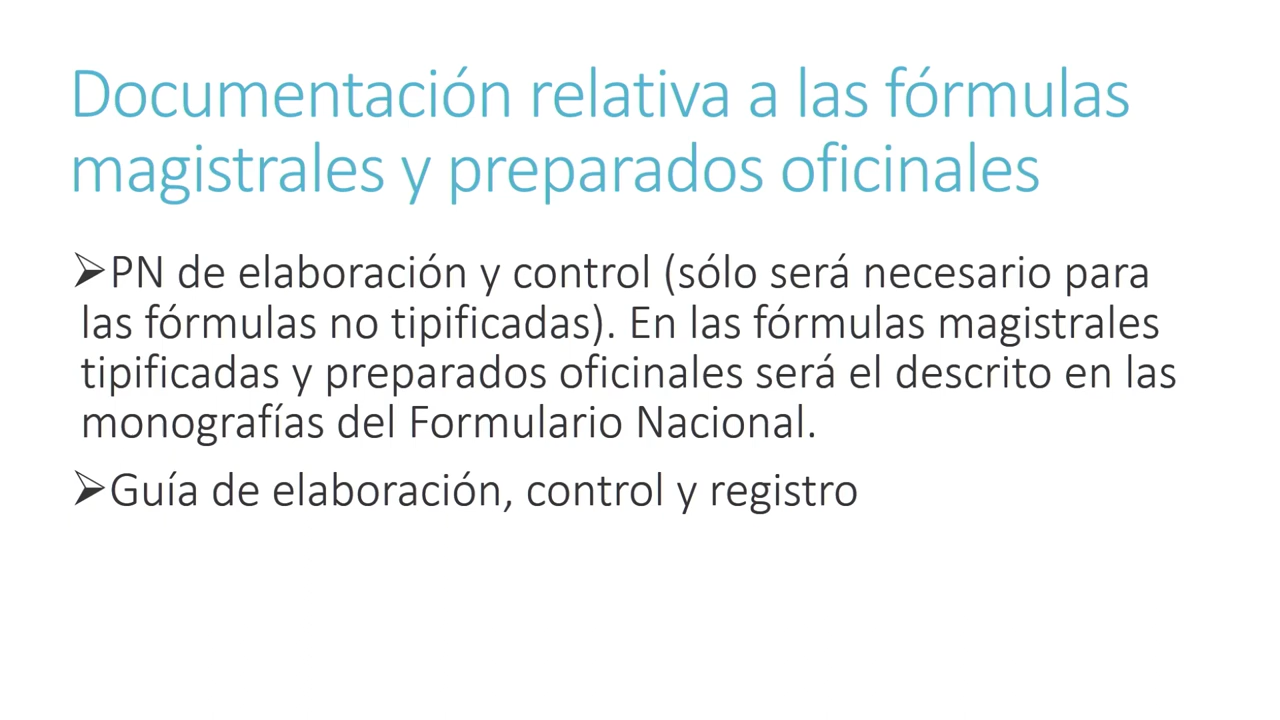 Documentación relativa a las fórmulas
magistrales y preparados oficinales
➢PN de elaboración y control (sólo será necesario para
las fórmulas no tipificadas). En las fórmulas magistrales
tipificadas y preparados oficinales será el descrito en las
monografías del Formulario Nacional.
➢Guía de elaboración, control y registro